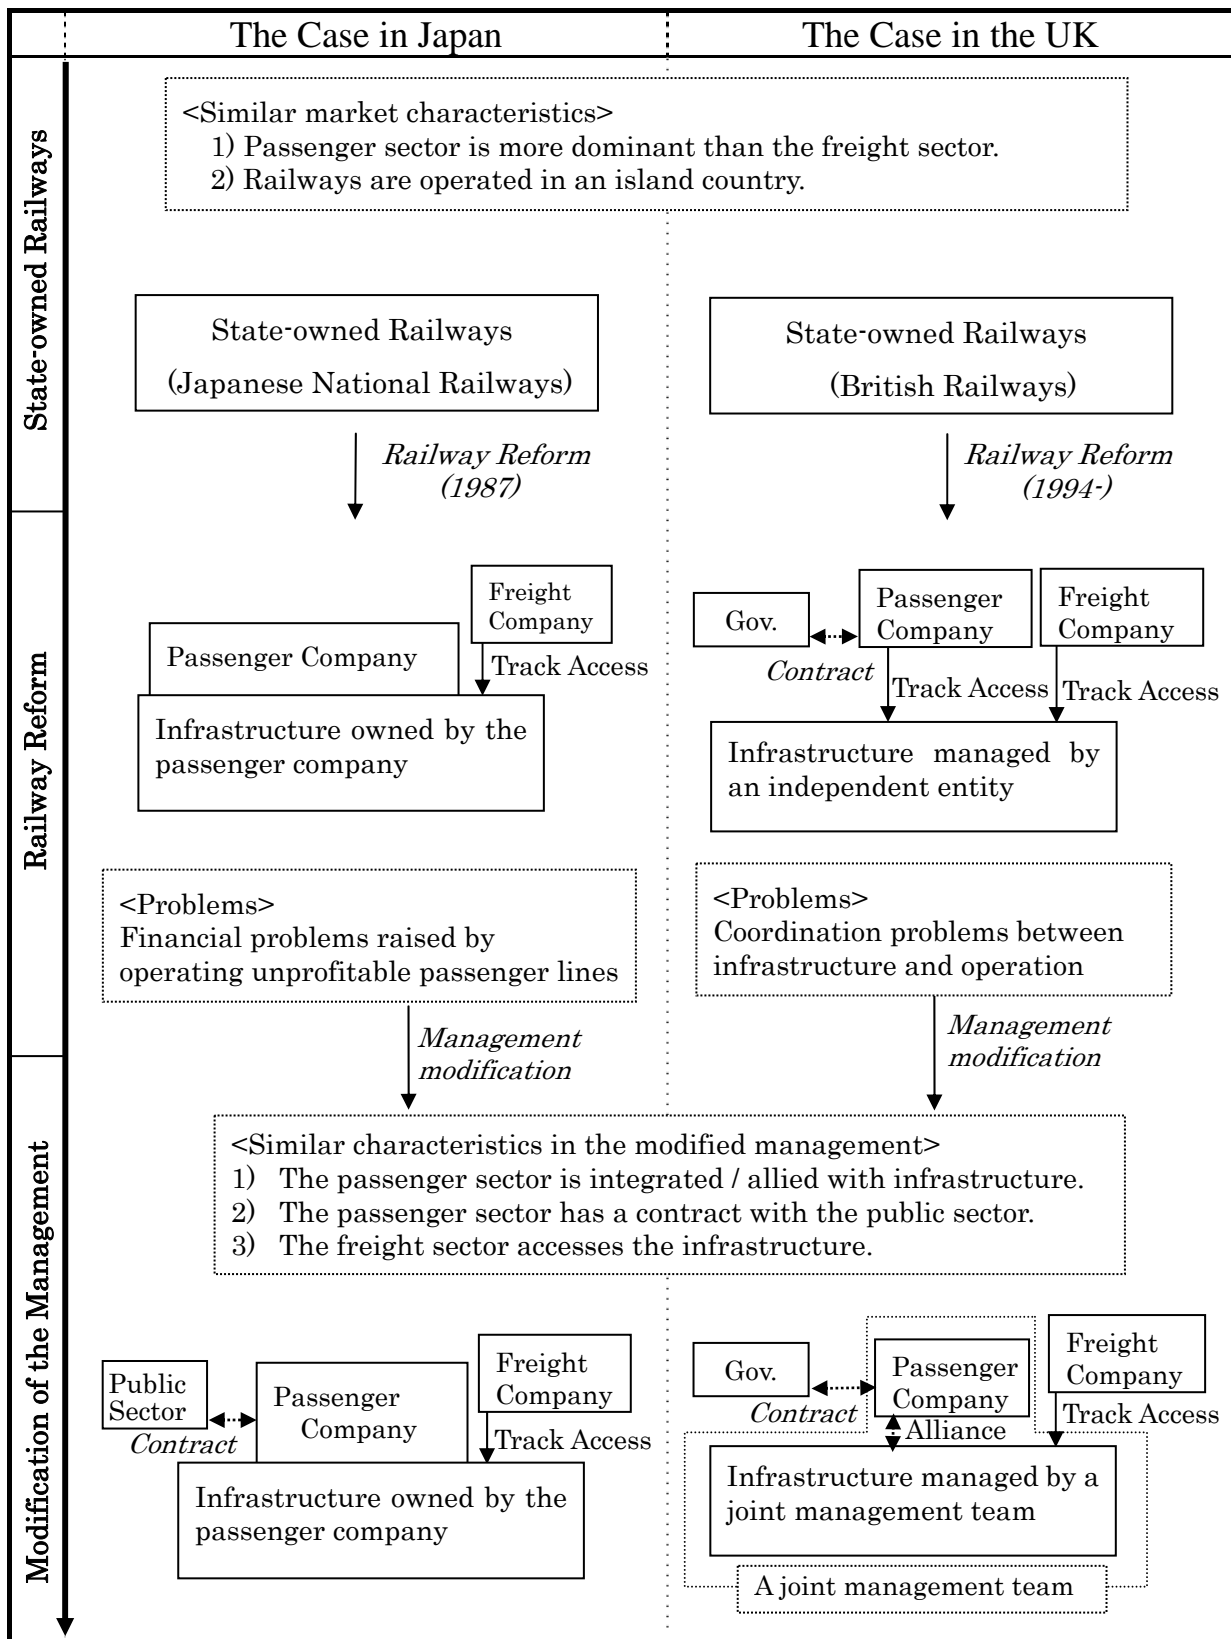 The Case in Japan
The Case in the UK
State-owned Railways
<Similar market characteristics>
1) Passenger sector is more dominant than the freight sector.
2) Railways are operated in an island country.
State-owned Railways
(Japanese National Railways)
State-owned Railways
(British Railways)
Railway Reform
(1987)
Railway Reform
(1994-)
Railway Reform
Freight
Company
Passenger Company
Track Access
Infrastructure owned by the
passenger company
Gov.
Contract
Passenger
Company
Freight
Company
Track Access
Track Access
Infrastructure managed by
an independent entity
<Problems>
Financial problems raised by
operating unprofitable passenger lines
<Problems>
Coordination problems between
infrastructure and operation
Management
modification
Management
modification
Modification of the Management
<Similar characteristics in the modified management>
1) The passenger sector is integrated / allied with infrastructure.
2) The passenger sector has a contract with the public sector.
3) The freight sector accesses the infrastructure.
Public
Sector
Contract
Passenger
Company
Freight
Company
Track Access
Infrastructure owned by the
passenger company
Gov.
Contract
Passenger
Company
Alliance
Freight
Company
Track Access
Infrastructure managed by a
joint management team
A joint management team